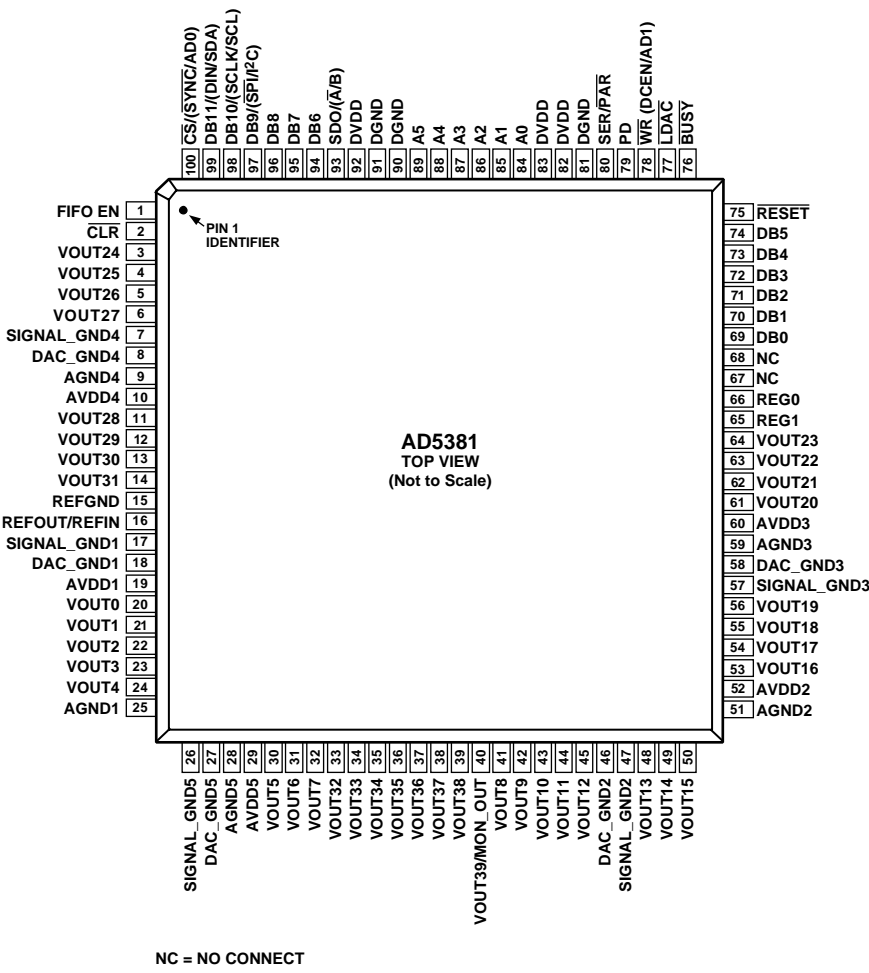 100 CS/(SYNC/AD0)
99 DB11/(DIN/SDA)
98 DB10/(SCLK/SCL)
97 DB9/(SPI/I²C)
96 DB8
95 DB7
94 DB6
93 SDO/(A/B)
92 DVDD
91 DGND
90 DGND
89 A5
88 A4
87 A3
86 A2
85 A1
84 A0
83 DVDD
82 DVDD
81 DGND
80 SER/PAR
79 PD
78 WR (DCEN/AD1)
77 LDAC
76 BUSY
FIFO EN 1
CLR 2
VOUT24 3
VOUT25 4
VOUT26 5
VOUT27 6
SIGNAL_GND4 7
DAC_GND4 8
AGND4 9
AVDD4 10
VOUT28 11
VOUT29 12
VOUT30 13
VOUT31 14
REFGND 15
REFOUT/REFIN 16
SIGNAL_GND1 17
DAC_GND1 18
AVDD1 19
VOUT0 20
VOUT1 21
VOUT2 22
VOUT3 23
VOUT4 24
AGND1 25
PIN 1
IDENTIFIER
AD5381
TOP VIEW
(Not to Scale)
75 RESET
74 DB5
73 DB4
72 DB3
71 DB2
70 DB1
69 DB0
68 NC
67 NC
66 REG0
65 REG1
64 VOUT23
63 VOUT22
62 VOUT21
61 VOUT20
60 AVDD3
59 AGND3
58 DAC_GND3
57 SIGNAL_GND3
56 VOUT19
55 VOUT18
54 VOUT17
53 VOUT16
52 AVDD2
51 AGND2
SIGNAL_GND5 26
DAC_GND5 27
AGND5 28
AVDD5 29
VOUT5 30
VOUT6 31
VOUT7 32
VOUT32 33
VOUT33 34
VOUT34 35
VOUT35 36
VOUT36 37
VOUT37 38
VOUT38 39
VOUT39/MON_OUT 40
VOUT8 41
VOUT9 42
VOUT10 43
VOUT11 44
VOUT12 45
DAC_GND2 46
SIGNAL_GND2 47
VOUT13 48
VOUT14 49
VOUT15 50
NC = NO CONNECT